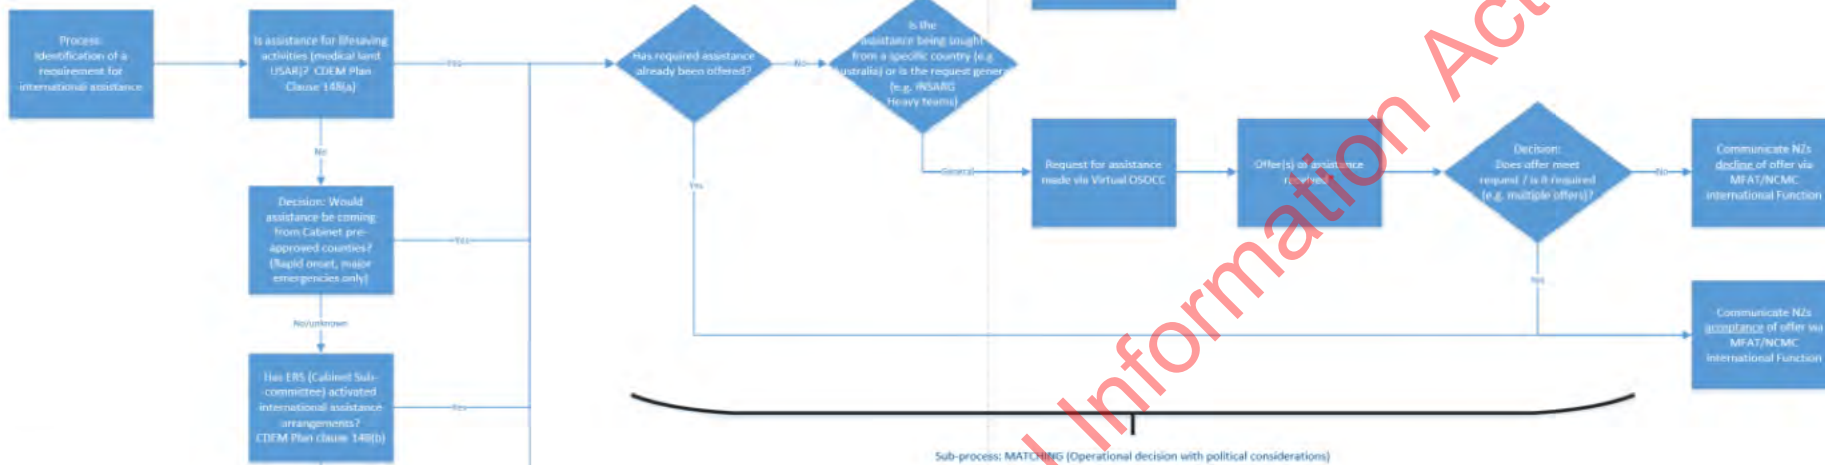 Process:
Identification of a
requirement for
international assistance
Is assistance for lifesaving
activities (medical land
USAR)? CDEM Plan
Clause 148(a)
Yes
No
Decision: Would
assistance be coming
from Cabinet pre-
approved counties?
(Rapid onset, major
emergencies only)
Yes
No/unknown
Has ERS (Cabinet Sub-
committee) activated
international assistance
arrangements?
CDEM Plan clause 148(b)
Yes
Has required assistance
already been offered?
No
Yes
Is the
assistance being sought
from a specific country (e.g.
Australia) or is the request general
(e.g. INSARG
Heavy teams)
General
Request for assistance
made via Virtual OSOCC
Offer(s) of assistance
received
Decision:
Does offer meet
request / is it required
(e.g. multiple offers)?
No
Yes
Communicate NZs
decline of offer via
MFAT/NCMC
International Function
Communicate NZs
acceptance of offer via
MFAT/NCMC
International Function
Sub-process: MATCHING (Operational decision with political considerations)
Information Act